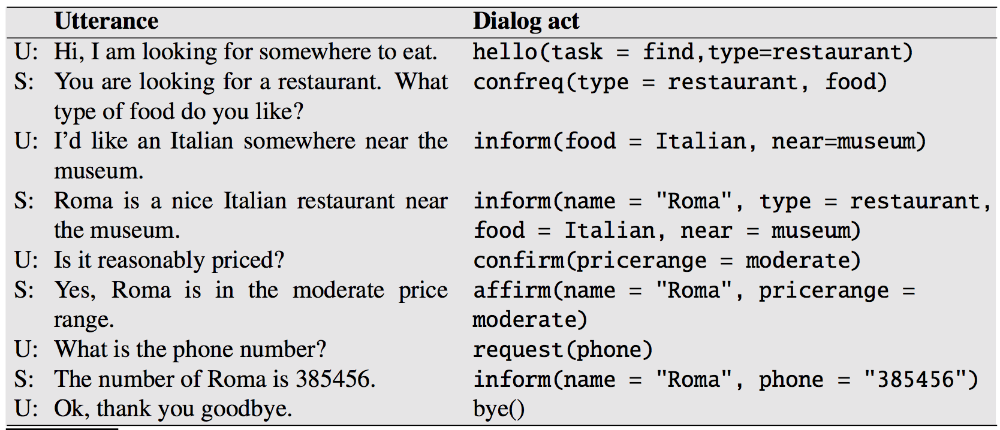 Utterance Dialog act
U: Hi, I am looking for somewhere to eat. hello(task = find,type=restaurant)
S: You are looking for a restaurant. What confreq(type = restaurant, food)
type of food do you like?
U: I’d like an Italian somewhere near the inform(food = Italian, near=museum)
museum.
S: Roma is a nice Italian restaurant near inform(name = "Roma", type = restaurant,
the museum. food = Italian, near = museum)
U: Is it reasonably priced? confirm(pricerange = moderate)
S: Yes, Roma is in the moderate price affirm(name = "Roma", pricerange =
range. moderate)
U: What is the phone number? request(phone)
S: The number of Roma is 385456. inform(name = "Roma", phone = "385456")
U: Ok, thank you goodbye. bye()